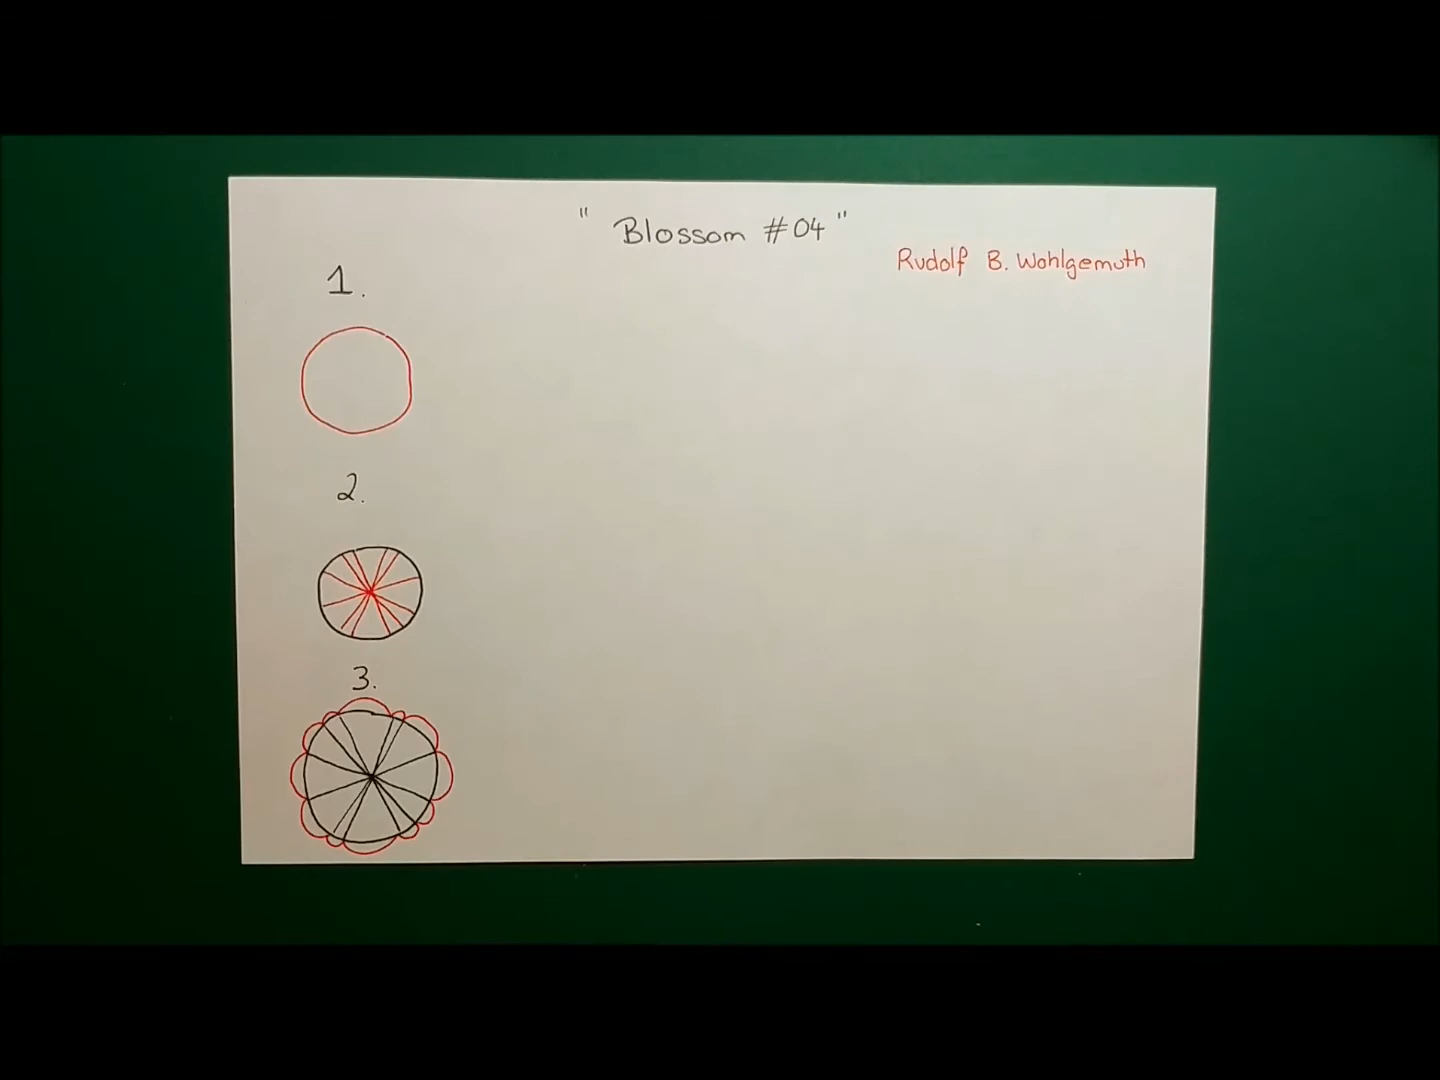 " Blossom #04 "
Rudolf B. Wohlgemuth
1.
2.
3.